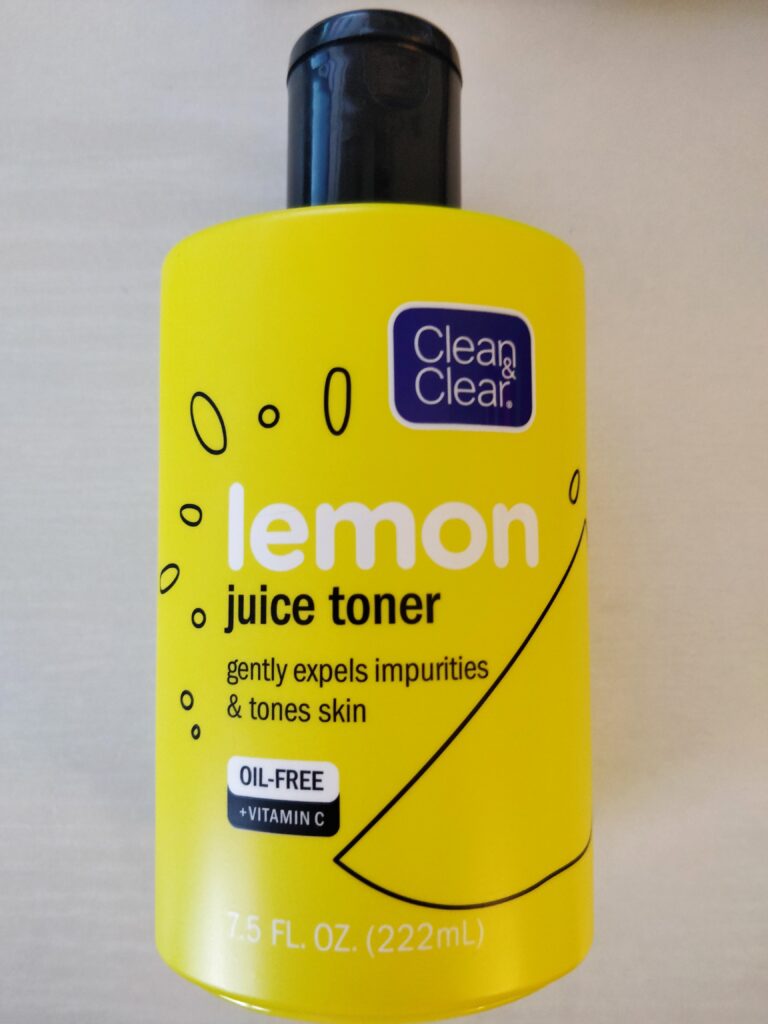 Clean
&
Clear®
lemon
juice toner
gently expels impurities
& tones skin
OIL-FREE
+VITAMIN C
7.5 FL. OZ. (222mL)